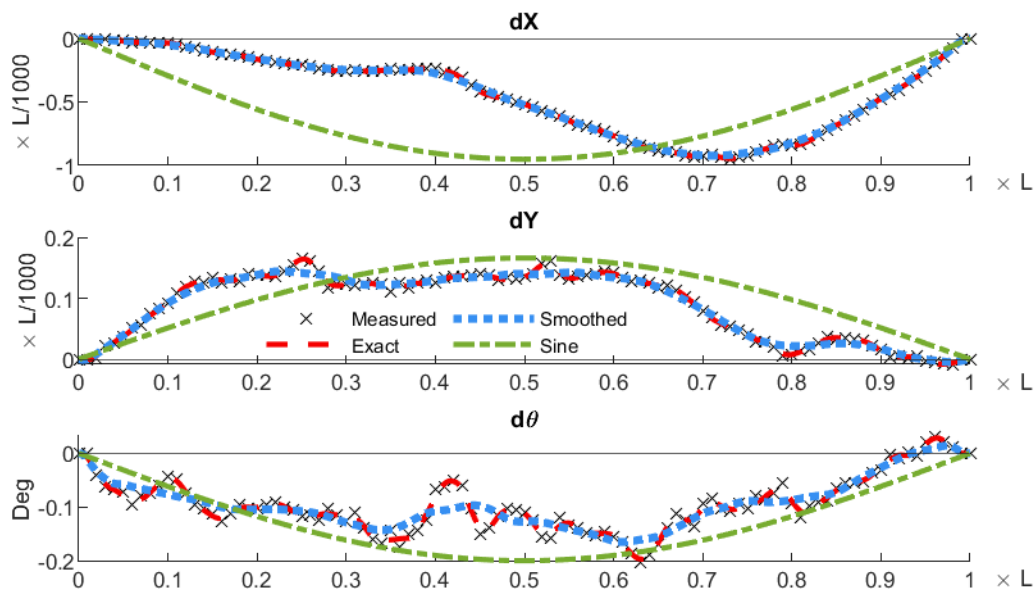 dX
0
-0.5
-1
× L/1000
0 0.1 0.2 0.3 0.4 0.5 0.6 0.7 0.8 0.9 1 × L
dY
0.2
0.1
0
× L/1000
Measured Smoothed
Exact Sine
0 0.1 0.2 0.3 0.4 0.5 0.6 0.7 0.8 0.9 1 × L
dθ
0
-0.1
-0.2
Deg
0 0.1 0.2 0.3 0.4 0.5 0.6 0.7 0.8 0.9 1 × L